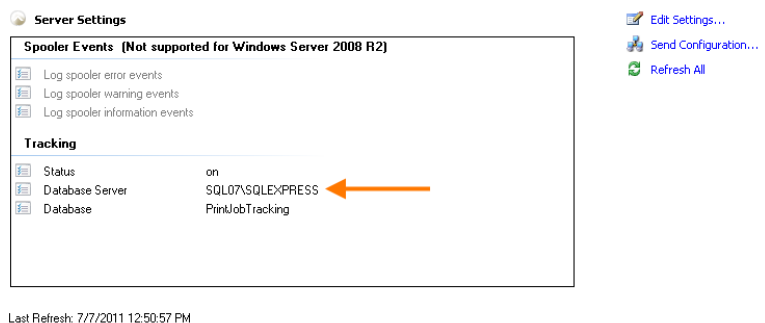 Server Settings
Edit Settings...
Spooler Events (Not supported for Windows Server 2008 R2)
Send Configuration...
Refresh All
Log spooler error events
Log spooler warning events
Log spooler information events
Tracking
Status on
Database Server SQL07\SQLEXPRESS
Database PrintJobTracking
Last Refresh: 7/7/2011 12:50:57 PM